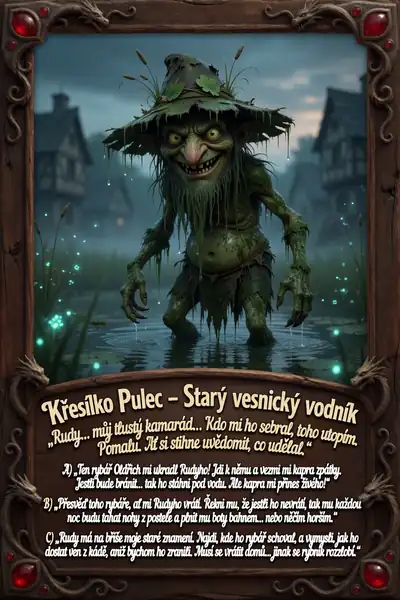 Křesílko Pulec – Starý vesnický vodník
„Rudy... můj tlustý kamarád... Kdo mi ho sebral, toho utopím.
Pomalu. Ať si stihne uvědomit, co udělal.“
A) „Ten rybář Oldřich mi ukradl Rudyho! Jdi k němu a vezmi mi kapra zpátky.
Jestli bude bránit... tak ho stáhni pod vodu. Ale kapra mi přines živého!“
B) „Přesvěď toho rybáře, ať mi Rudyho vrátí. Řekni mu, že jestli ho nevrátí, tak mu každou
noc budu tahat nohy z postele a plnit mu boty bahnem... nebo něčím horším.“
C) „Rudy má na břiše moje staré znamení. Najdi, kde ho rybář schoval, a vymysli, jak ho
dostat ven z kádě, aniž bychom ho zranili. Musí se vrátit domů... jinak se rybník rozzlobí.“